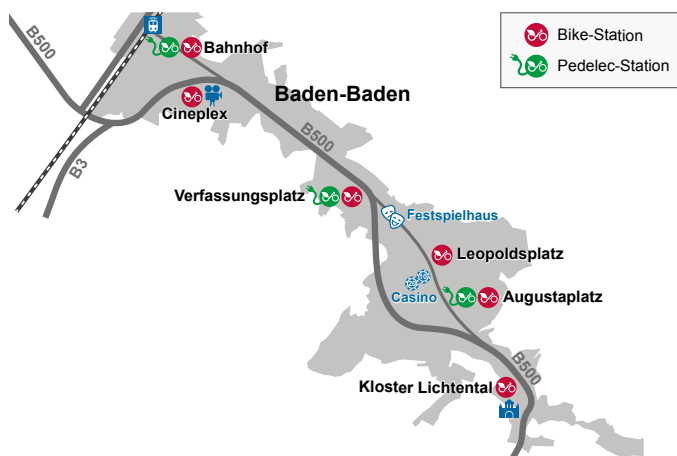 B500
Bahnhof
Bike-Station
Pedelec-Station
Baden-Baden
Cineplex
B500
B3
Verfassungsplatz
Festspielhaus
Leopoldsplatz
Casino
Augustaplatz
B500
Kloster Lichtental